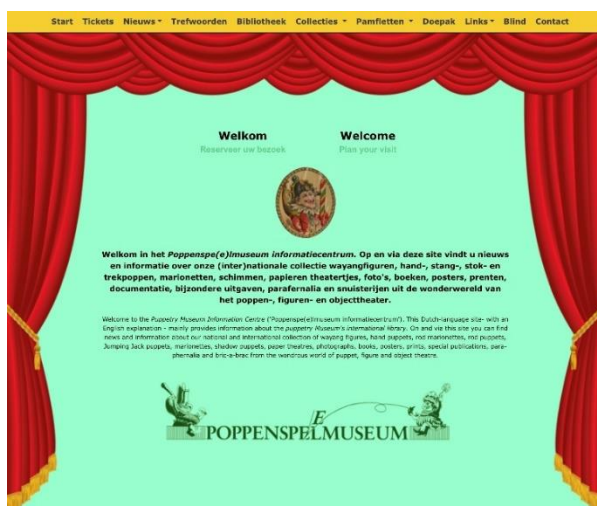 Start Tickets Nieuws Trefwoorden Bibliotheek Collecties Pamfletten Doepak Links Blind Contact
Welkom Welcome
Reserveer uw bezoek Plan your visit
Welkom in het Poppenspe(e)lmuseum informatiecentrum. Op en via deze site vindt u nieuws
en informatie over onze (inter)nationale collectie wayangfiguren, hand-, stang-, stok- en
trekpoppen, marionetten, schimmen, papieren theatertjes, foto's, boeken, posters, prenten,
documentatie, bijzondere uitgaven, parafernalia en snuisterijen uit de wonderwereld van
het poppen-, figuren- en objecttheater.
Welcome to the Puppetry Museum Information Centre ("Poppenspe(e)lmuseum informatiecentrum"). This Dutch-language site- with an
English explanation - mainly provides information about the puppetry Museum's international library. On and via this site you can find
news and information about our national and international collection of wayang figures, hand puppets, rod marionettes, rod puppets,
Jumping Jack puppets, marionettes, shadow puppets, paper theatres, photographs, books, posters, prints, special publications, para-
phernalia and bric-a-brac from the wondrous world of puppet, figure and object theatre.
POPPENSPE(E)LMUSEUM